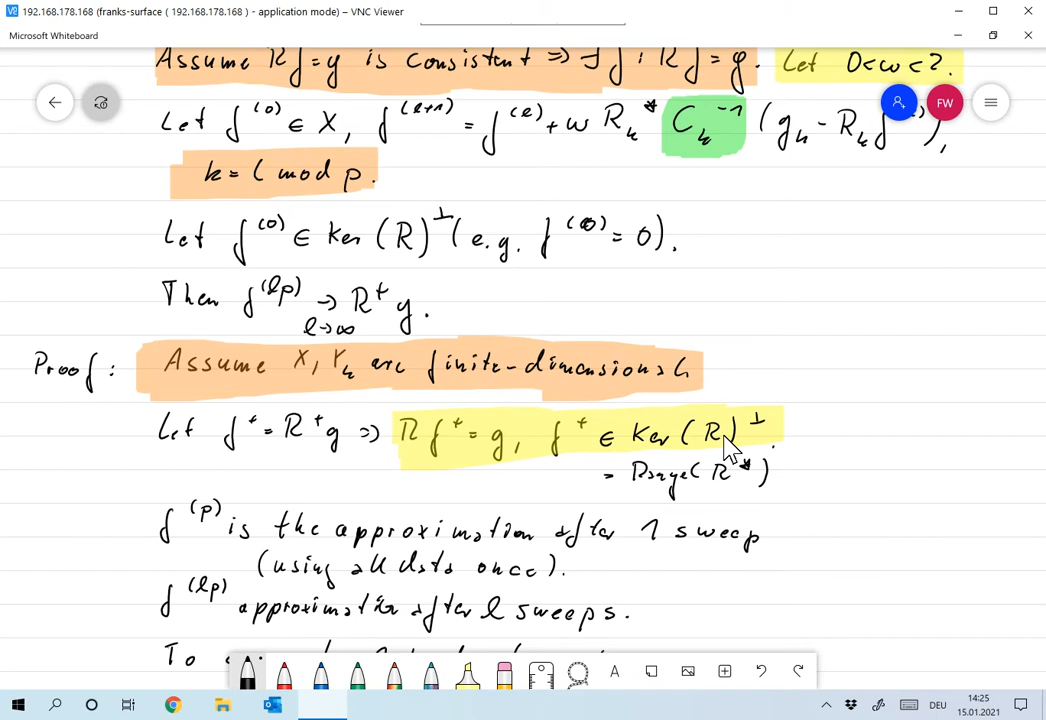 192.168.178.168 (franks-surface ( 192.168.178.168 ) - application mode) – VNC Viewer
Microsoft Whiteboard
Assume Rf = g is consistent => ∃ f : Rf = g. Let 0 < ω < 2.
FW
Let f^(0) ∈ X, f^(l+1) = f^(l) + ω R_k^* C_k^-1 (g_k - R_k f^(l)),
k = l mod p.
Let f^(0) ∈ Ker (R)^⊥ (e.g. f^(0) = 0).
Then f^(lp) → R^+ g.
l→∞
Proof: Assume X, Y_k are finite-dimensional
Let f^+ = R^+ g => R f^+ = g, f^+ ∈ Ker (R)^⊥.
= Range(R^*)
f^(p) is the approximation after 1 sweep
(using all data once).
f^(lp) approximation after l sweeps.
To
A
DEU
14:25
15.01.2021